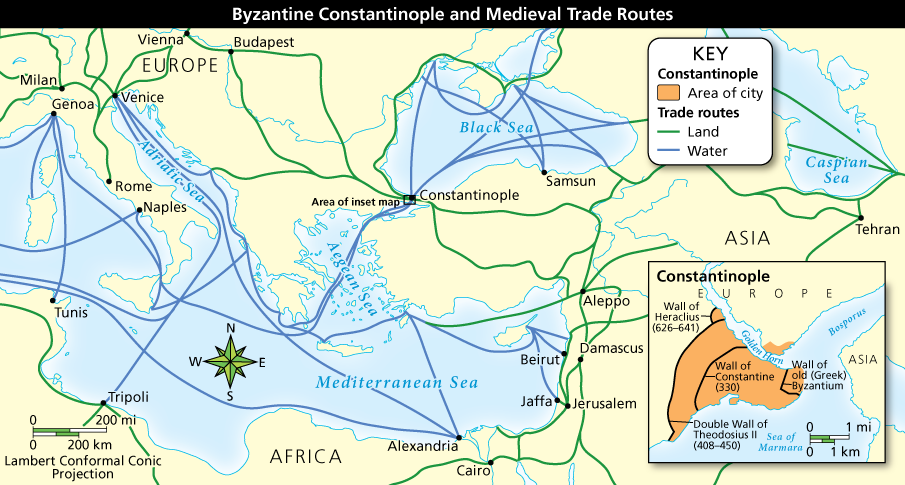 Byzantine Constantinople and Medieval Trade Routes
Vienna
Budapest
EUROPE
Milan
Genoa
Venice
Adriatic Sea
Rome
Naples
Black Sea
Samsun
Constantinople
Area of inset map
Aegean Sea
KEY
Constantinople
Area of city
Trade routes
Land
Water
Caspian
Sea
Tehran
ASIA
Aleppo
Tunis
N
W
E
S
Mediterranean Sea
Beirut
Damascus
Jaffa
Jerusalem
Tripoli
Alexandria
Cairo
AFRICA
0 200 mi
0 200 km
Lambert Conformal Conic
Projection
Constantinople
EUROPE
Wall of
Heraclius
(626–641)
Golden Horn
Bosporus
ASIA
Wall of
Constantine
(330)
Wall of
old (Greek)
Byzantium
Double Wall of
Theodosius II
(408–450)
Sea of
Marmara
0 1 mi
0 1 km